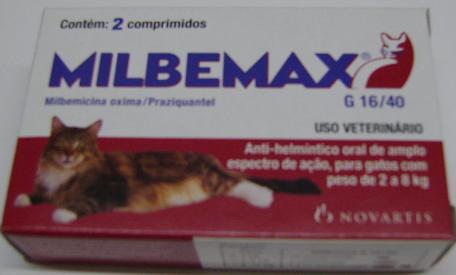 Contém: 2 comprimidos
MILBEMAX®
Milbemicina oxima/Praziquantel
G 16/40
USO VETERINÁRIO
Anti-helmíntico oral de amplo
espectro de ação, para gatos com
peso de 2 a 8 kg
NOVARTIS